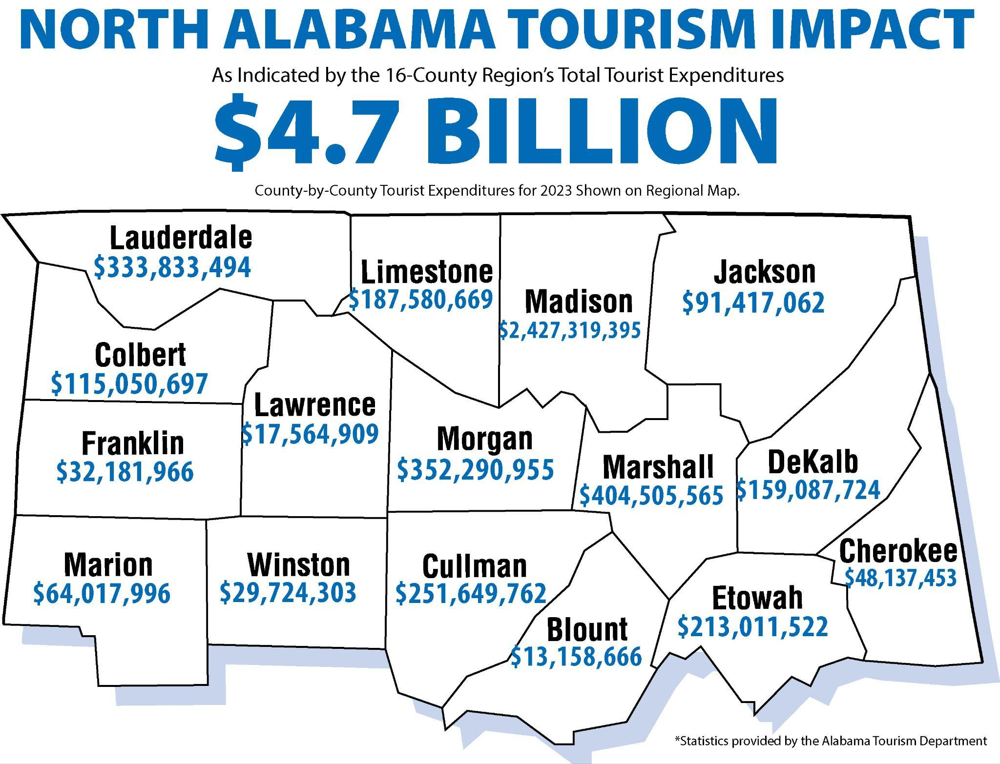 NORTH ALABAMA TOURISM IMPACT
As Indicated by the 16-County Region's Total Tourist Expenditures
$4.7 BILLION
County-by-County Tourist Expenditures for 2023 Shown on Regional Map.
Lauderdale
$333,833,494
Limestone
$187,580,669
Madison
$2,427,319,395
Jackson
$91,417,062
Colbert
$115,050,697
Lawrence
$17,564,909
Franklin
$32,181,966
Morgan
$352,290,955
Marshall
$404,505,565
DeKalb
$159,087,724
Marion
$64,017,996
Winston
$29,724,303
Cullman
$251,649,762
Cherokee
$48,137,453
Etowah
$213,011,522
Blount
$13,158,666
*Statistics provided by the Alabama Tourism Department